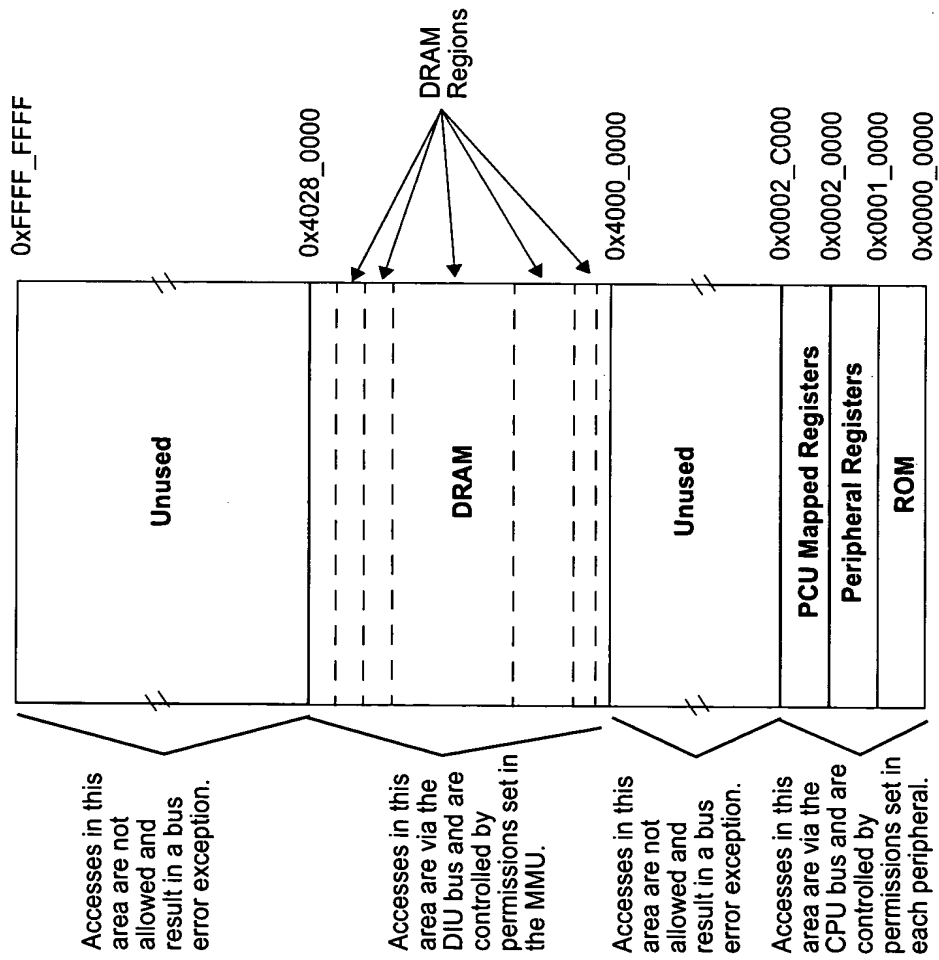 0xFFFF_FFFF
Accesses in this
area are not
allowed and
result in a bus
error exception.
Unused
0x4028_0000
Accesses in this
area are via the
DIU bus and are
controlled by
permissions set in
the MMU.
DRAM
DRAM
Regions
0x4000_0000
Accesses in this
area are not
allowed and
result in a bus
error exception.
Unused
0x0002_C000
Accesses in this
area are via the
CPU bus and are
controlled by
permissions set in
each peripheral.
PCU Mapped Registers
0x0002_0000
Peripheral Registers
0x0001_0000
ROM
0x0000_0000